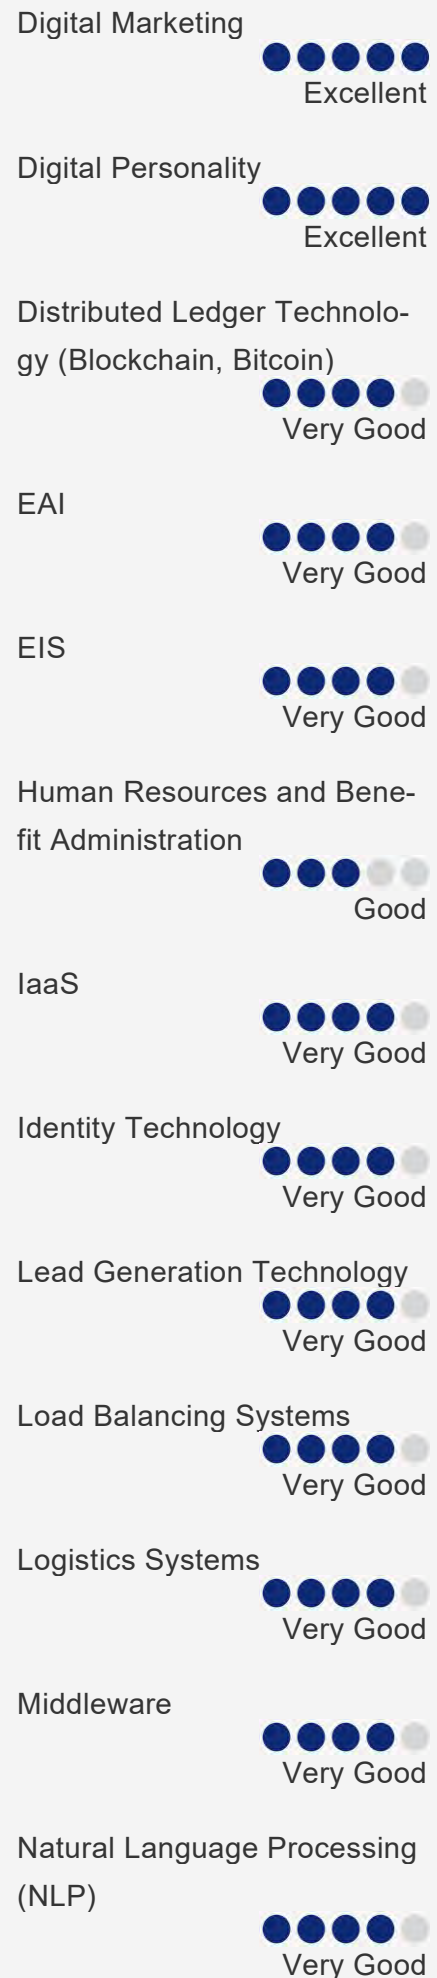 Digital Marketing
Excellent
Digital Personality
Excellent
Distributed Ledger Technolo-
gy (Blockchain, Bitcoin)
Very Good
EAI
Very Good
EIS
Very Good
Human Resources and Bene-
fit Administration
Good
IaaS
Very Good
Identity Technology
Very Good
Lead Generation Technology
Very Good
Load Balancing Systems
Very Good
Logistics Systems
Very Good
Middleware
Very Good
Natural Language Processing
(NLP)
Very Good